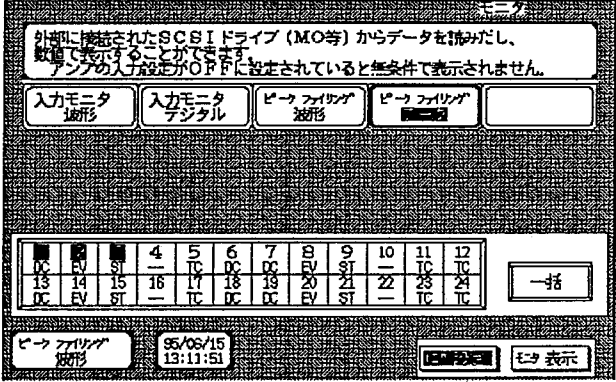 モニタ
外部に接続されたSCSIドライブ (MO等) からデータを読みだし、
数値で表示することができます。
アンプの入力設定がOFFに設定されていると無条件で表示されません。
入力モニタ 波形
入力モニタ デジタル
ピーク ファイリング 波形
ピーク ファイリング
4 5 6 7 8 9 10 11 12
DC EV ST — TC DC DC EV ST — TC TC
13 14 15 16 17 18 19 20 21 22 23 24
DC EV ST — TC DC DC EV ST — TC TC
一括
ピーク ファイリング 波形
95/06/15
13:11:51
モニタ 表示